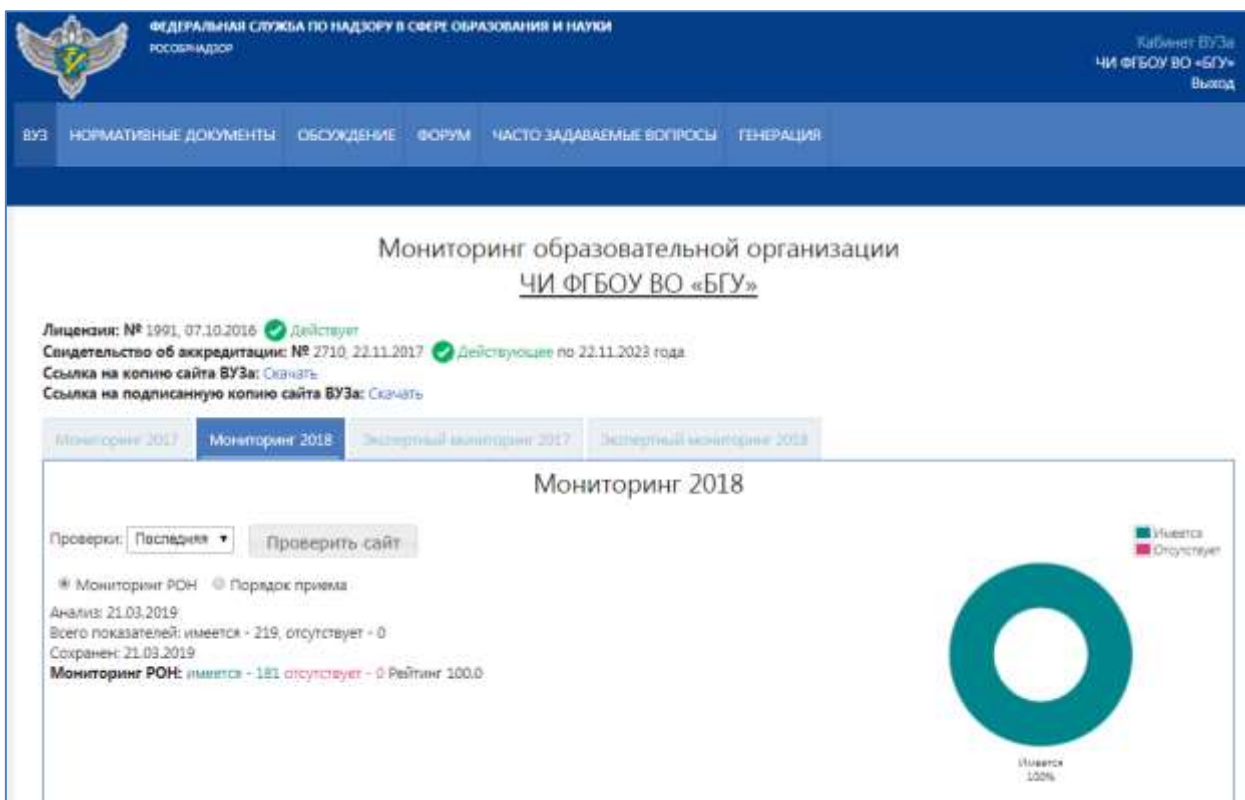 ФЕДЕРАЛЬНАЯ СЛУЖБА ПО НАДЗОРУ В СФЕРЕ ОБРАЗОВАНИЯ И НАУКИ
РОСОБРНАДЗОР
Кабинет ВУЗа
ЧИ ФГБОУ ВО «БГУ»
Выход
ВУЗ НОРМАТИВНЫЕ ДОКУМЕНТЫ ОБСУЖДЕНИЕ ФОРУМ ЧАСТО ЗАДАВАЕМЫЕ ВОПРОСЫ ГЕНЕРАЦИЯ
Мониторинг образовательной организации
ЧИ ФГБОУ ВО «БГУ»
Лицензия: № 1991, 07.10.2016 Действует
Свидетельство об аккредитации: № 2710, 22.11.2017 Действующее по 22.11.2023 года
Ссылка на копию сайта ВУЗа: Скачать
Ссылка на подписанную копию сайта ВУЗа: Скачать
Мониторинг 2017 Мониторинг 2018 Экспертный мониторинг 2017 Экспертный мониторинг 2018
Мониторинг 2018
Проверки: Последняя Проверить сайт
Имеется
Отсутствует
Мониторинг РОН Порядок приема
Анализ: 21.03.2019
Всего показателей: имеется - 219, отсутствует - 0
Сохранен: 21.03.2019
Мониторинг РОН: имеется - 181 отсутствует - 0 Рейтинг 100.0
Имеется
100%